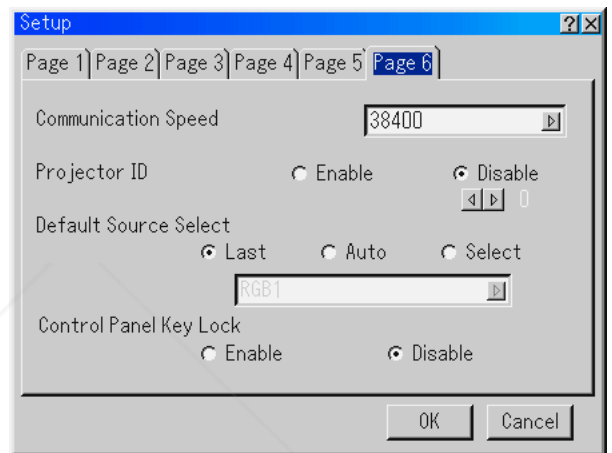 Setup
Page 1 Page 2 Page 3 Page 4 Page 5 Page 6
Communication Speed 38400
Projector ID Enable Disable
0
Default Source Select
Last Auto Select
RGB1
Control Panel Key Lock
Enable Disable
OK Cancel